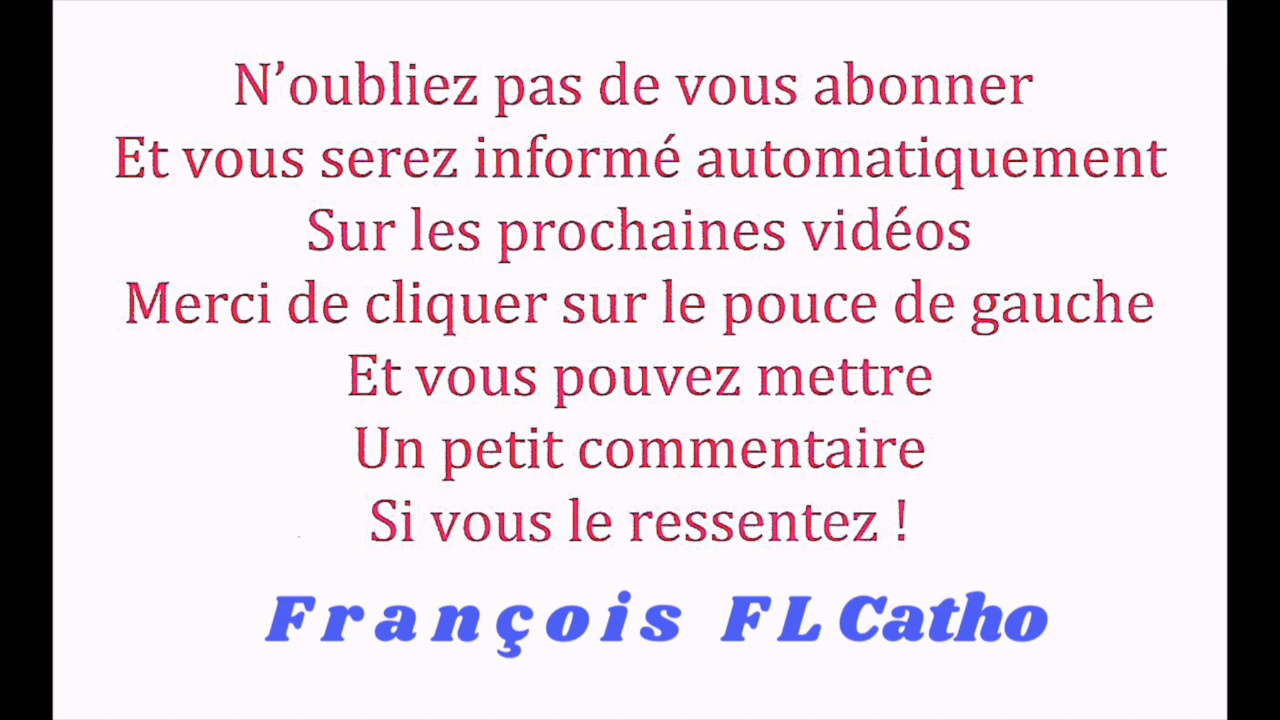 N’oubliez pas de vous abonner
Et vous serez informé automatiquement
Sur les prochaines vidéos
Merci de cliquer sur le pouce de gauche
Et vous pouvez mettre
Un petit commentaire
Si vous le ressentez !
François FLCatho